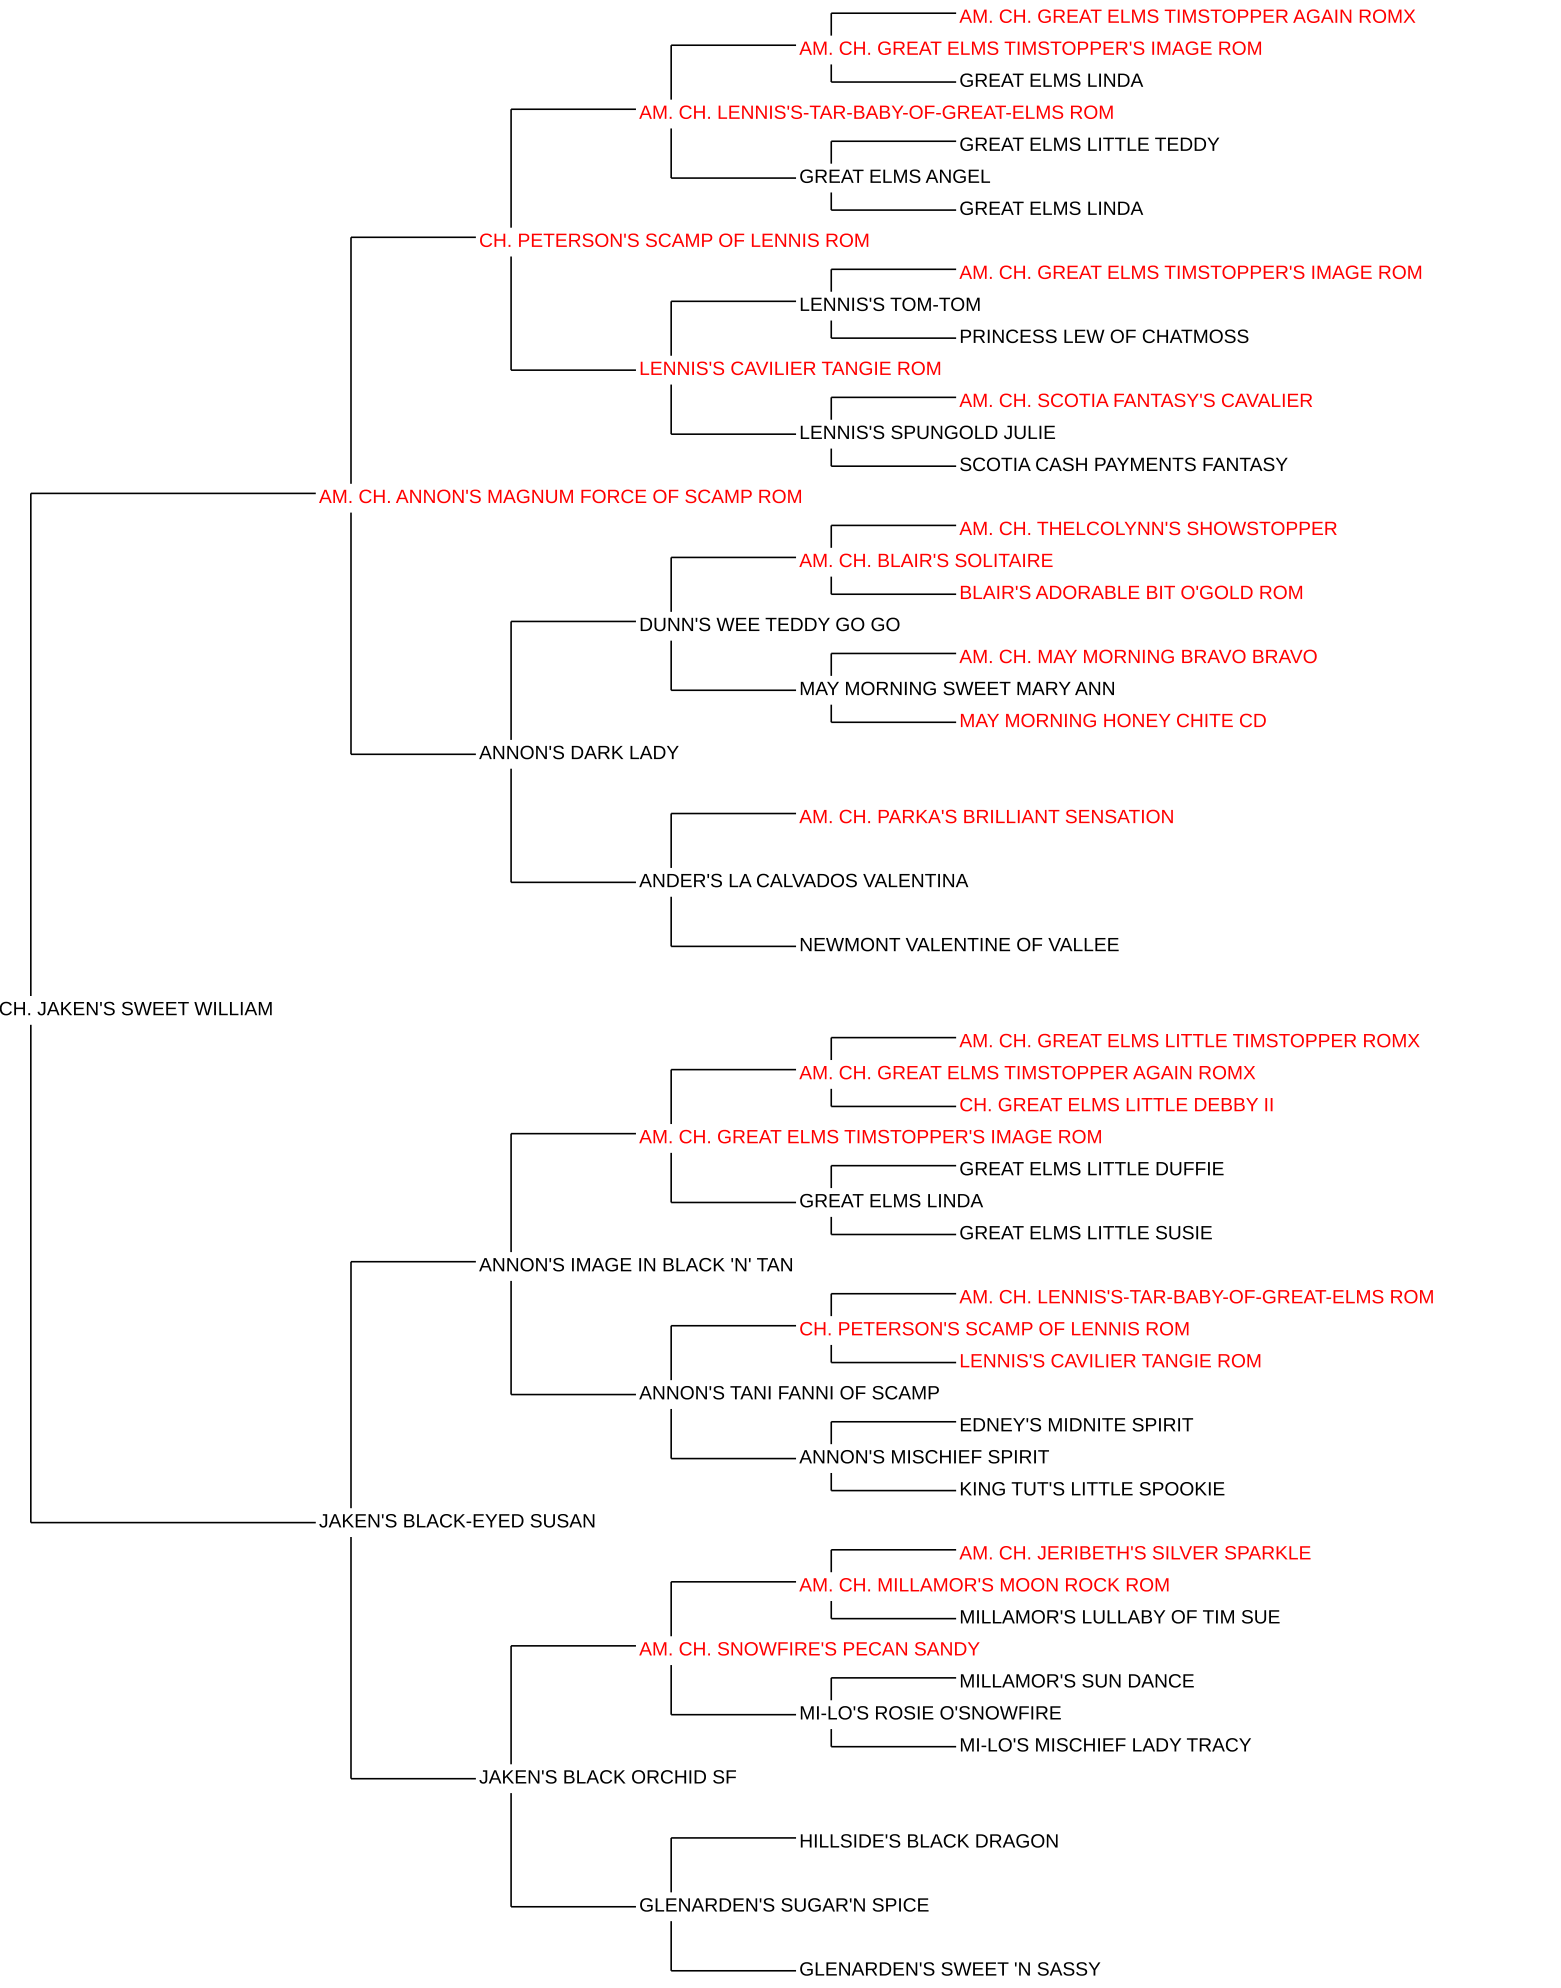 AM. CH. GREAT ELMS TIMSTOPPER AGAIN ROMX
AM. CH. GREAT ELMS TIMSTOPPER'S IMAGE ROM
GREAT ELMS LINDA
AM. CH. LENNIS'S-TAR-BABY-OF-GREAT-ELMS ROM
GREAT ELMS LITTLE TEDDY
GREAT ELMS ANGEL
GREAT ELMS LINDA
CH. PETERSON'S SCAMP OF LENNIS ROM
AM. CH. GREAT ELMS TIMSTOPPER'S IMAGE ROM
LENNIS'S TOM-TOM
PRINCESS LEW OF CHATMOSS
LENNIS'S CAVILIER TANGIE ROM
AM. CH. SCOTIA FANTASY'S CAVALIER
LENNIS'S SPUNGOLD JULIE
SCOTIA CASH PAYMENTS FANTASY
AM. CH. ANNON'S MAGNUM FORCE OF SCAMP ROM
AM. CH. THELCOLYNN'S SHOWSTOPPER
AM. CH. BLAIR'S SOLITAIRE
BLAIR'S ADORABLE BIT O'GOLD ROM
DUNN'S WEE TEDDY GO GO
AM. CH. MAY MORNING BRAVO BRAVO
MAY MORNING SWEET MARY ANN
MAY MORNING HONEY CHITE CD
ANNON'S DARK LADY
AM. CH. PARKA'S BRILLIANT SENSATION
ANDER'S LA CALVADOS VALENTINA
NEWMONT VALENTINE OF VALLEE
CH. JAKEN'S SWEET WILLIAM
AM. CH. GREAT ELMS LITTLE TIMSTOPPER ROMX
AM. CH. GREAT ELMS TIMSTOPPER AGAIN ROMX
CH. GREAT ELMS LITTLE DEBBY II
AM. CH. GREAT ELMS TIMSTOPPER'S IMAGE ROM
GREAT ELMS LITTLE DUFFIE
GREAT ELMS LINDA
GREAT ELMS LITTLE SUSIE
ANNON'S IMAGE IN BLACK 'N' TAN
AM. CH. LENNIS'S-TAR-BABY-OF-GREAT-ELMS ROM
CH. PETERSON'S SCAMP OF LENNIS ROM
LENNIS'S CAVILIER TANGIE ROM
ANNON'S TANI FANNI OF SCAMP
EDNEY'S MIDNITE SPIRIT
ANNON'S MISCHIEF SPIRIT
KING TUT'S LITTLE SPOOKIE
JAKEN'S BLACK-EYED SUSAN
AM. CH. JERIBETH'S SILVER SPARKLE
AM. CH. MILLAMOR'S MOON ROCK ROM
MILLAMOR'S LULLABY OF TIM SUE
AM. CH. SNOWFIRE'S PECAN SANDY
MILLAMOR'S SUN DANCE
MI-LO'S ROSIE O'SNOWFIRE
MI-LO'S MISCHIEF LADY TRACY
JAKEN'S BLACK ORCHID SF
HILLSIDE'S BLACK DRAGON
GLENARDEN'S SUGAR'N SPICE
GLENARDEN'S SWEET 'N SASSY